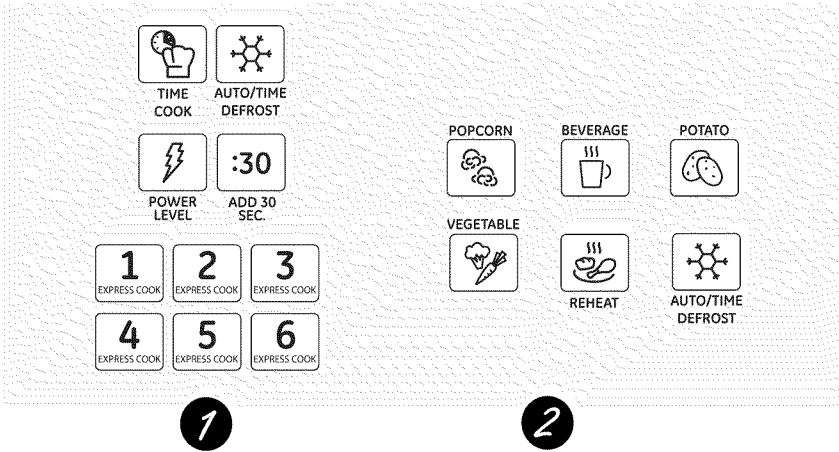 TIME
COOK
AUTO/TIME
DEFROST
:30
POWER
LEVEL
ADD 30
SEC.
1
EXPRESS COOK
2
EXPRESS COOK
3
EXPRESS COOK
4
EXPRESS COOK
5
EXPRESS COOK
6
EXPRESS COOK
1
POPCORN
BEVERAGE
POTATO
VEGETABLE
REHEAT
AUTO/TIME
DEFROST
2